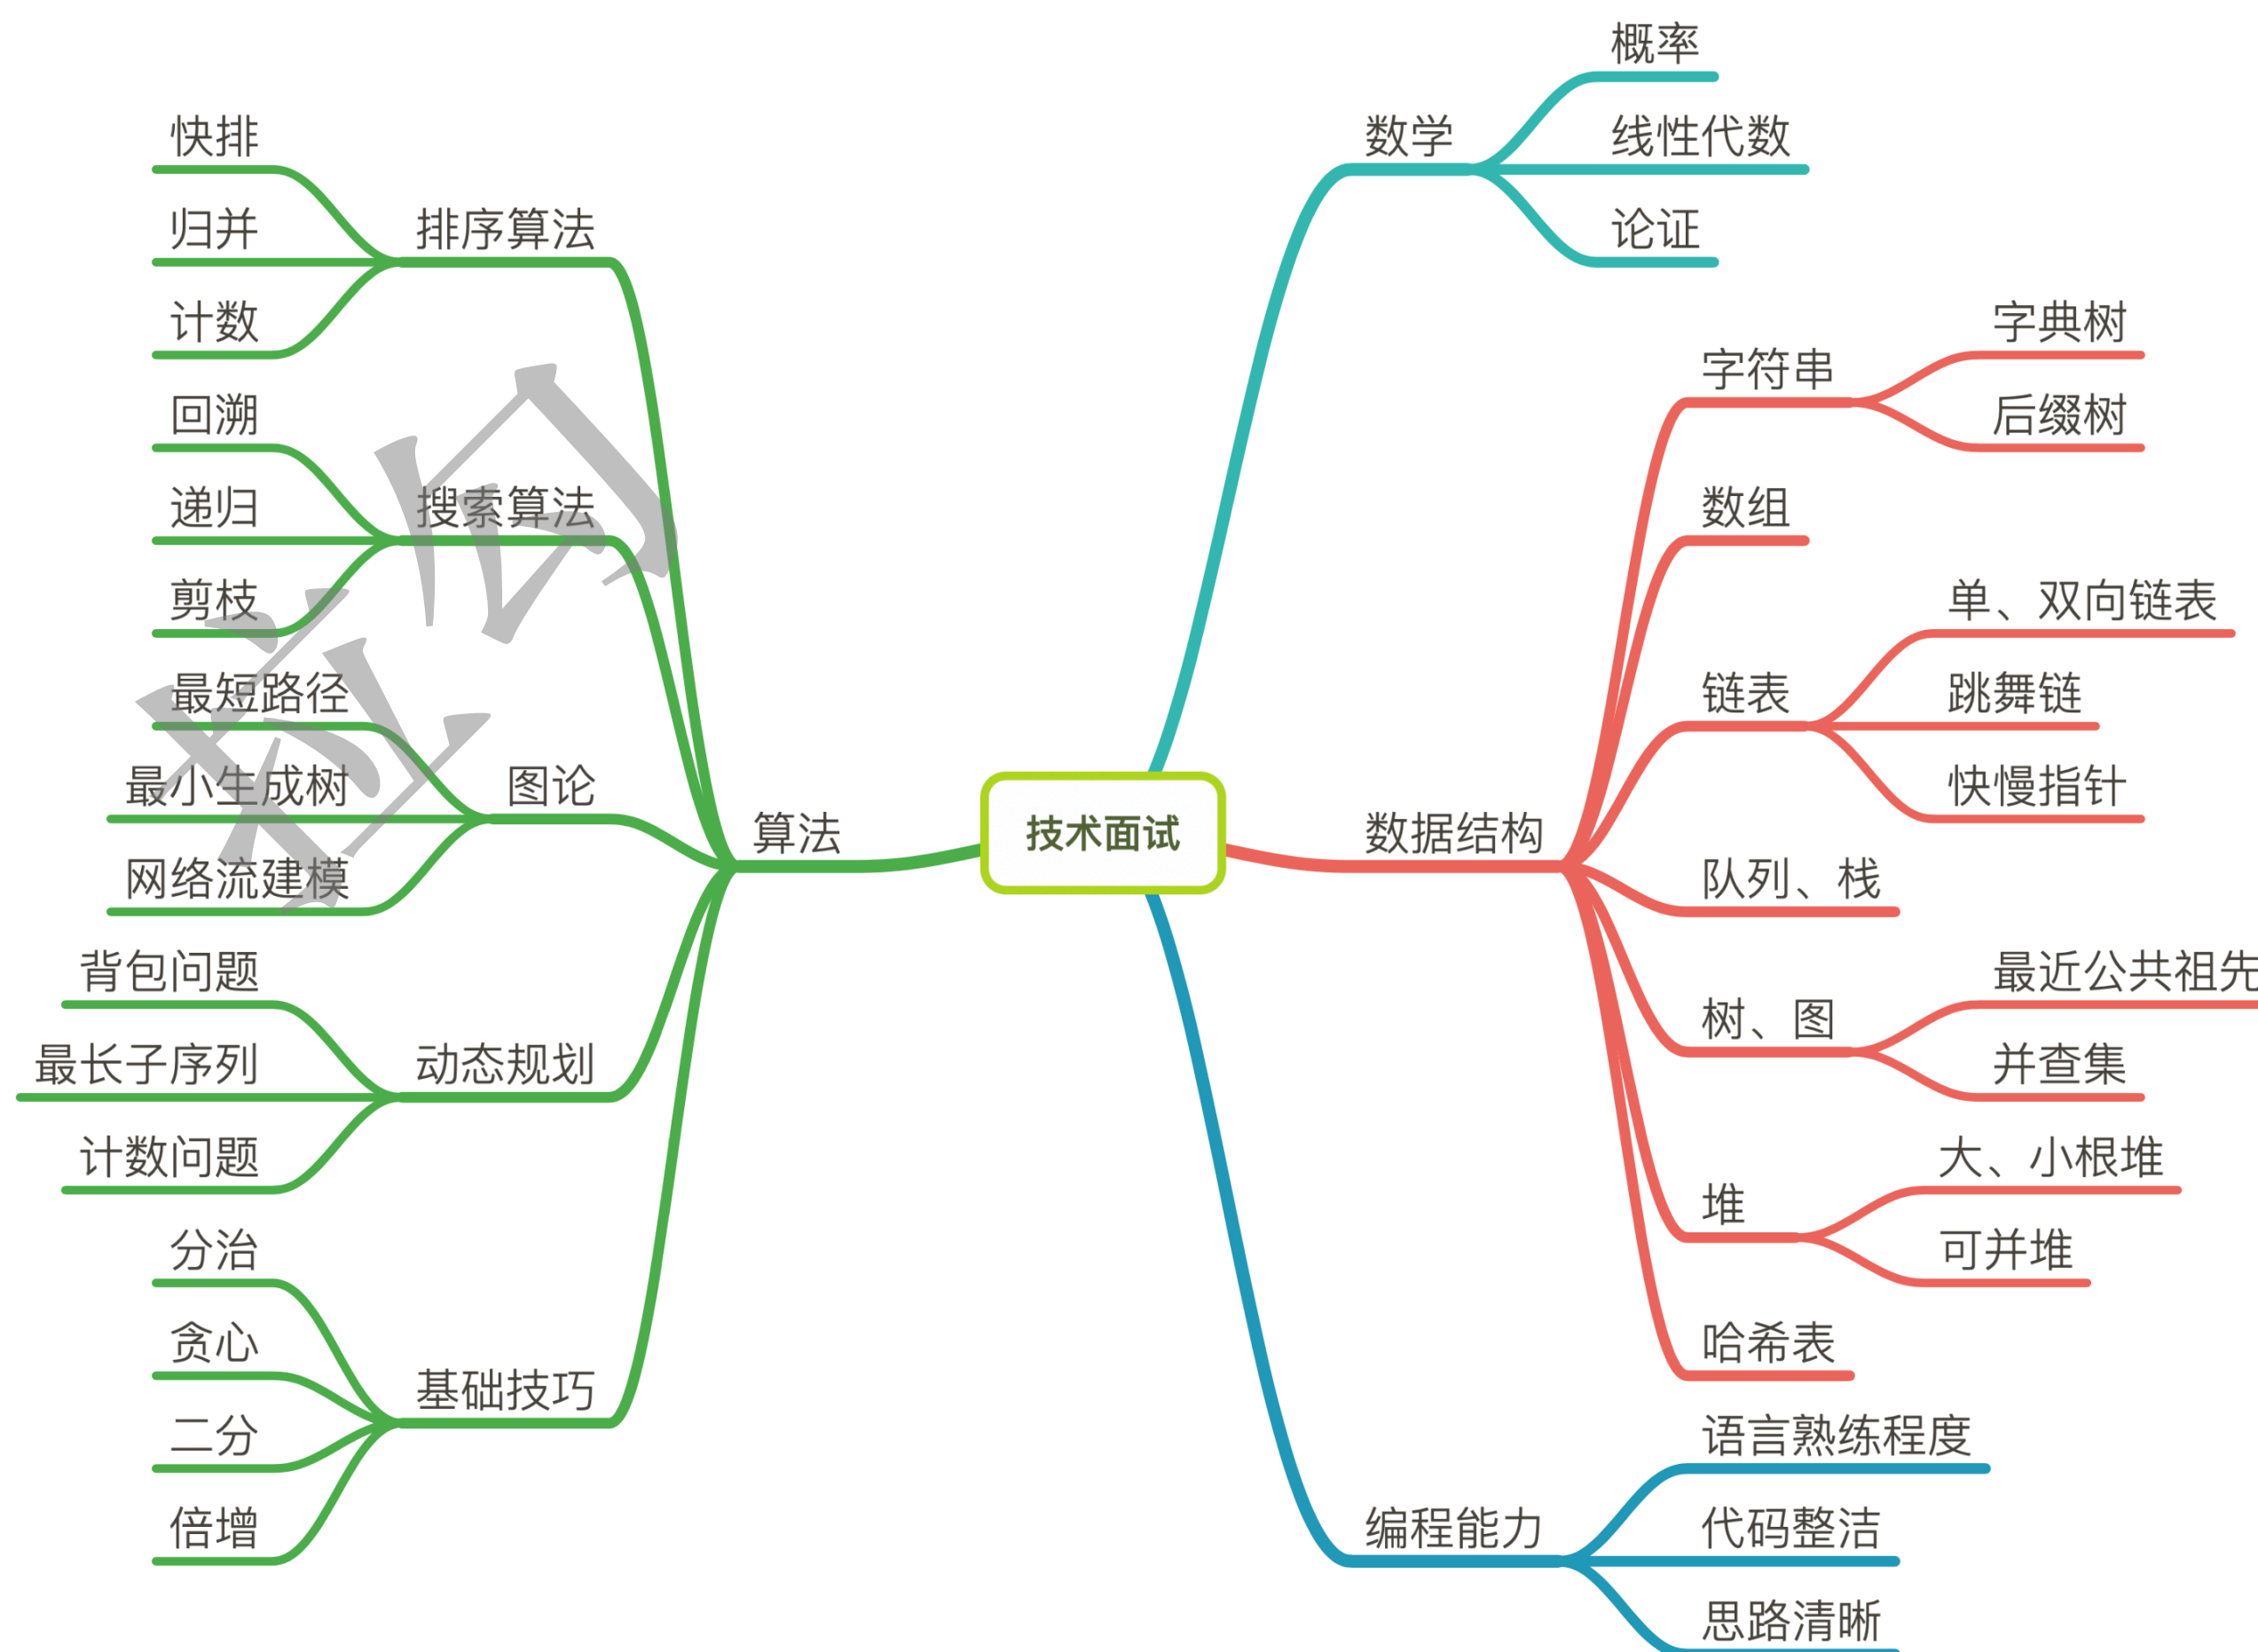 技术面试
数学
概率
线性代数
论证
数据结构
字符串
字典树
后缀树
数组
链表
单、双向链表
跳舞链
快慢指针
队列、栈
树、图
最近公共祖先
并查集
堆
大、小根堆
可并堆
哈希表
编程能力
语言熟练程度
代码整洁
思路清晰
算法
排序算法
快排
归并
计数
搜索算法
回溯
递归
剪枝
图论
最短路径
最小生成树
网络流建模
动态规划
背包问题
最长子序列
计数问题
基础技巧
分治
贪心
二分
倍增